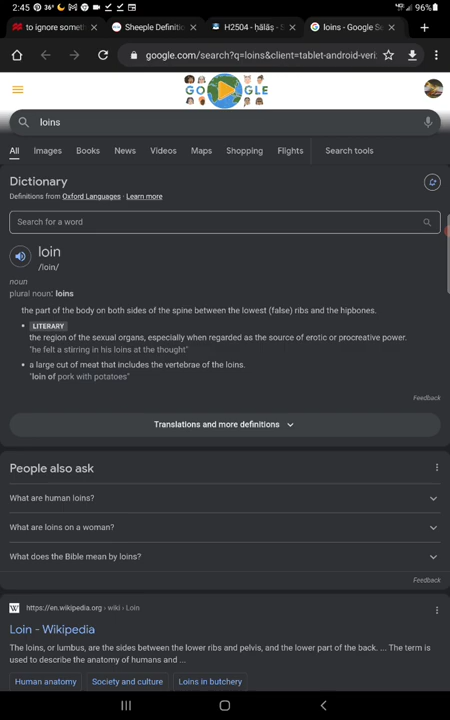 2:45 36° 96%
to ignore someth × Sheeple Definiti × H2504 - ḥălāṣ - S × loins - Google Se × +
google.com/search?q=loins&client=tablet-android-veri
GOOGLE
loins
All Images Books News Videos Maps Shopping Flights Search tools
Dictionary
Definitions from Oxford Languages · Learn more
Search for a word
loin
/loin/
noun
plural noun: loins
the part of the body on both sides of the spine between the lowest (false) ribs and the hipbones.
• LITERARY
the region of the sexual organs, especially when regarded as the source of erotic or procreative power.
"he felt a stirring in his loins at the thought"
• a large cut of meat that includes the vertebrae of the loins.
"loin of pork with potatoes"
Feedback
Translations and more definitions
People also ask
What are human loins?
What are loins on a woman?
What does the Bible mean by loins?
Feedback
W https://en.wikipedia.org › wiki › Loin
Loin - Wikipedia
The loins, or lumbus, are the sides between the lower ribs and pelvis, and the lower part of the back. ... The term is
used to describe the anatomy of humans and ...
Human anatomy Society and culture Loins in butchery